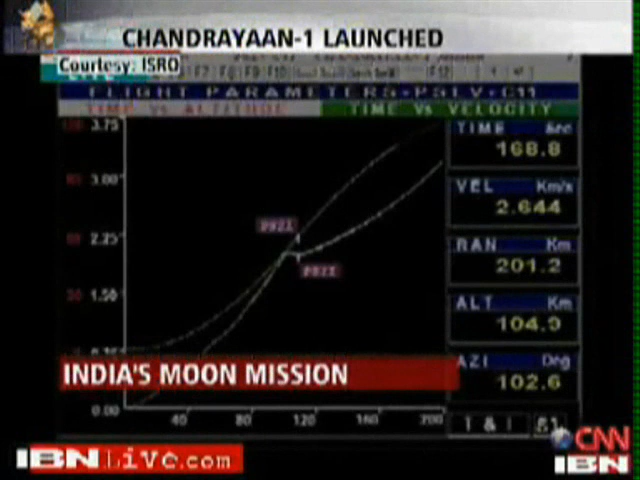 CHANDRAYAAN-1 LAUNCHED
Courtesy: ISRO
FLIGHT PARAMETERS-PSLV-C11
TIME Vs ALTITUDE TIME Vs VELOCITY
TIME Sec
168.8
VEL Km/s
2.644
RAN Km
201.2
ALT Km
104.3
AZI Deg
102.6
3.75
3.00
2.25
1.50
0.00
40 80 120 160 200
INDIA'S MOON MISSION
IBNLive.com
CNN
IBN